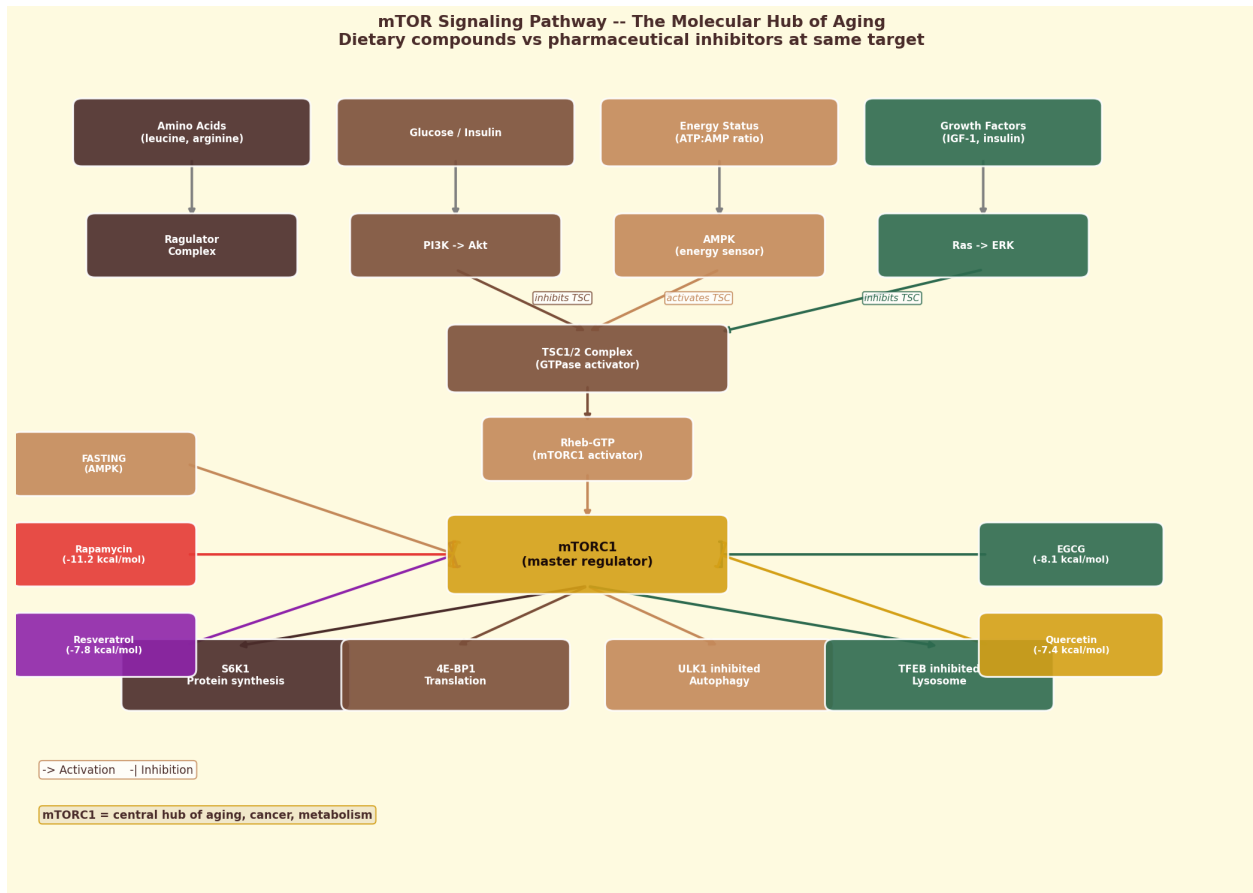 mTOR Signaling Pathway -- The Molecular Hub of Aging
Dietary compounds vs pharmaceutical inhibitors at same target
Amino Acids
(leucine, arginine)
Glucose / Insulin
Energy Status
(ATP:AMP ratio)
Growth Factors
(IGF-1, insulin)
Ragulator
Complex
PI3K -> Akt
AMPK
(energy sensor)
Ras -> ERK
inhibits TSC
activates TSC
inhibits TSC
TSC1/2 Complex
(GTPase activator)
Rheb-GTP
(mTORC1 activator)
FASTING
(AMPK)
Rapamycin
(-11.2 kcal/mol)
mTORC1
(master regulator)
EGCG
(-8.1 kcal/mol)
Resveratrol
(-7.8 kcal/mol)
Quercetin
(-7.4 kcal/mol)
S6K1
Protein synthesis
4E-BP1
Translation
ULK1 inhibited
Autophagy
TFEB inhibited
Lysosome
-> Activation    -| Inhibition
mTORC1 = central hub of aging, cancer, metabolism